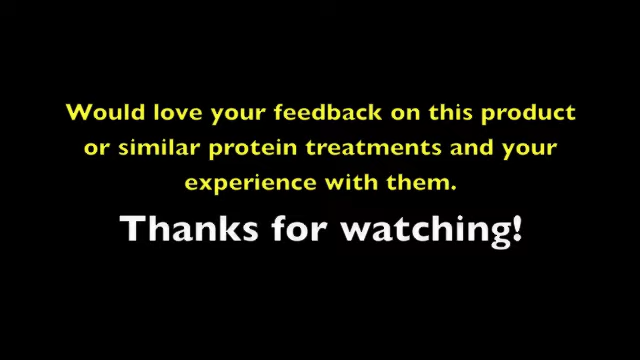 Would love your feedback on this product
or similar protein treatments and your
experience with them.
Thanks for watching!